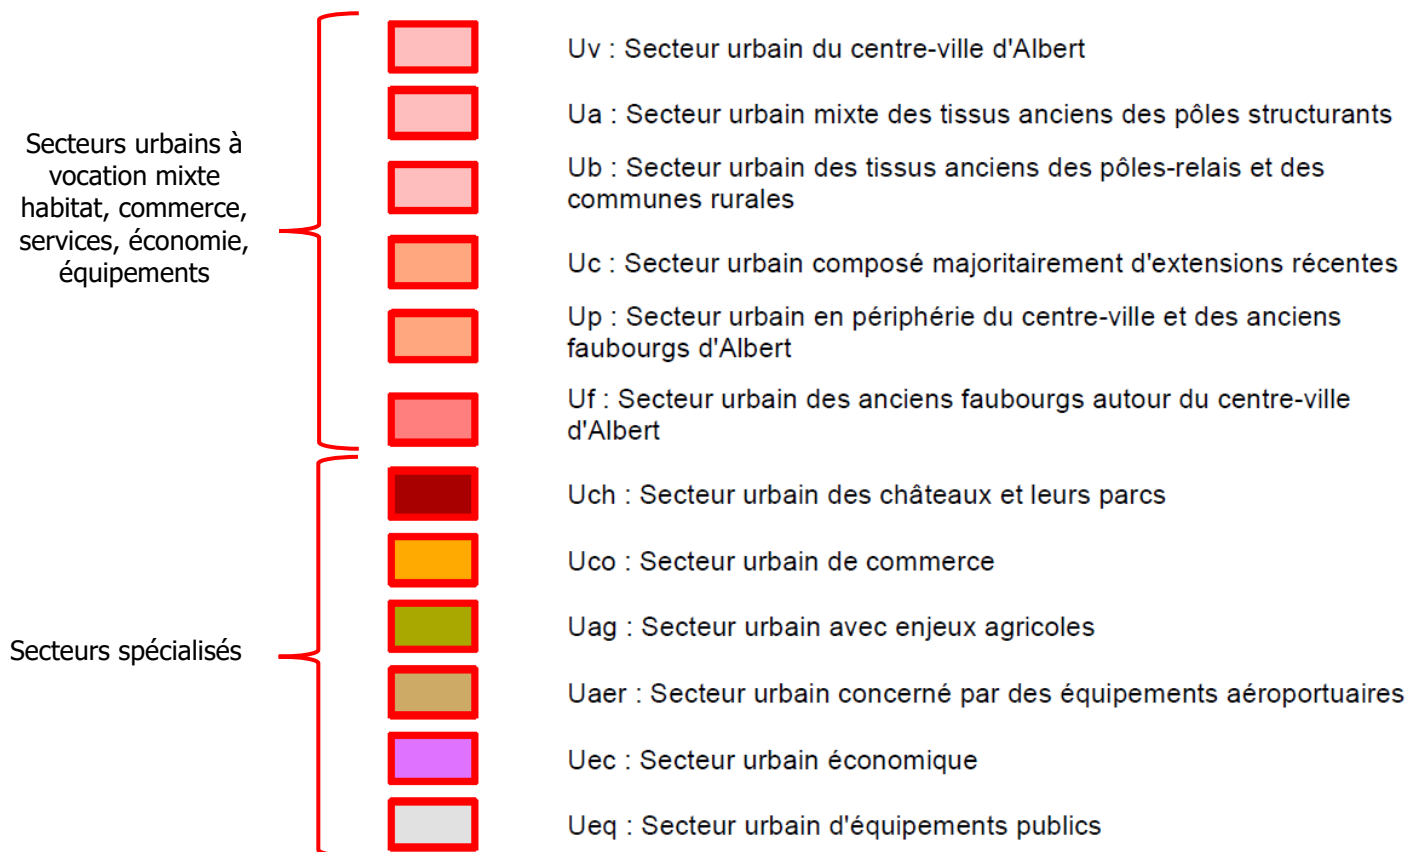 Secteurs urbains à
vocation mixte
habitat, commerce,
services, économie,
équipements
Uv : Secteur urbain du centre-ville d'Albert
Ua : Secteur urbain mixte des tissus anciens des pôles structurants
Ub : Secteur urbain des tissus anciens des pôles-relais et des
communes rurales
Uc : Secteur urbain composé majoritairement d'extensions récentes
Up : Secteur urbain en périphérie du centre-ville et des anciens
faubourgs d'Albert
Uf : Secteur urbain des anciens faubourgs autour du centre-ville
d'Albert
Secteurs spécialisés
Uch : Secteur urbain des châteaux et leurs parcs
Uco : Secteur urbain de commerce
Uag : Secteur urbain avec enjeux agricoles
Uaer : Secteur urbain concerné par des équipements aéroportuaires
Uec : Secteur urbain économique
Ueq : Secteur urbain d'équipements publics